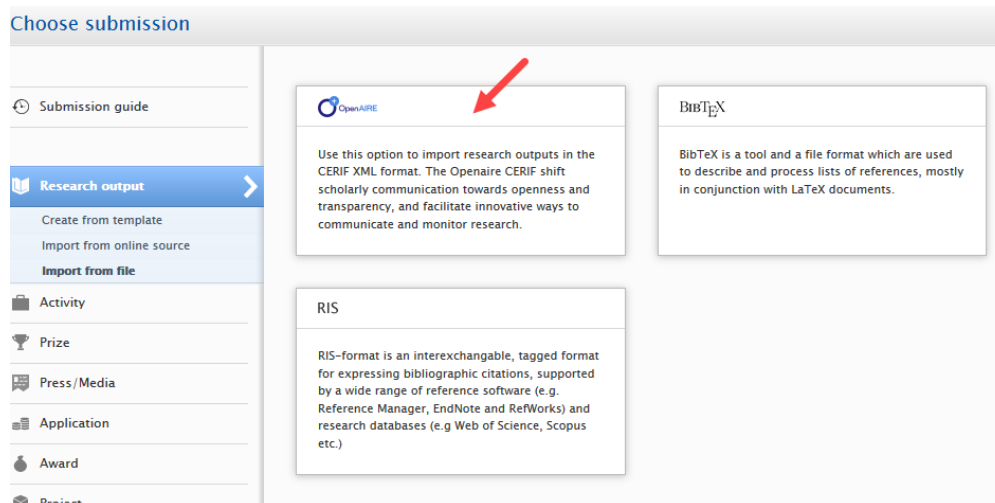 Choose submission
Submission guide
Research output
Create from template
Import from online source
Import from file
Activity
Prize
Press/Media
Application
Award
Project
OpenAIRE
Use this option to import research outputs in the
CERIF XML format. The Openaire CERIF shift
scholarly communication towards openness and
transparency, and facilitate innovative ways to
communicate and monitor research.
BibTeX
BibTeX is a tool and a file format which are used
to describe and process lists of references, mostly
in conjunction with LaTeX documents.
RIS
RIS-format is an interexchangable, tagged format
for expressing bibliographic citations, supported
by a wide range of reference software (e.g.
Reference Manager, EndNote and RefWorks) and
research databases (e.g Web of Science, Scopus
etc.)